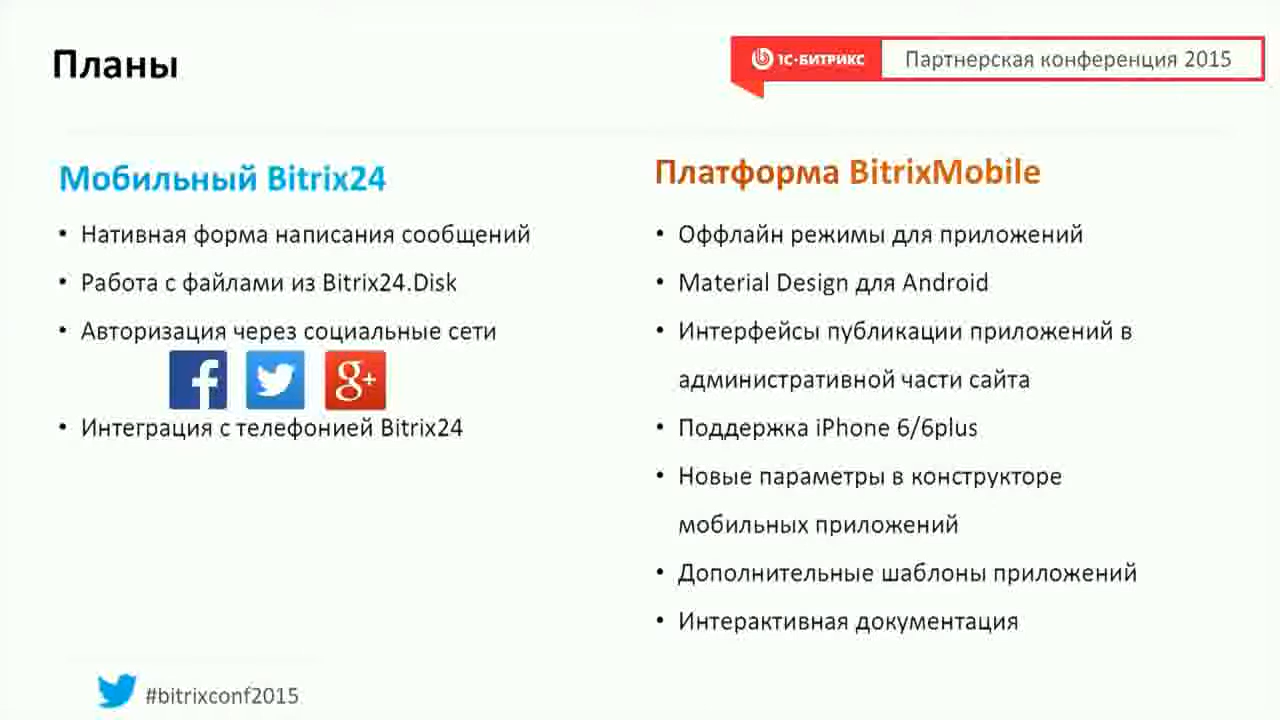 Планы
1С-БИТРИКС
Партнерская конференция 2015
Мобильный Bitrix24
• Нативная форма написания сообщений
• Работа с файлами из Bitrix24.Disk
• Авторизация через социальные сети
f g+
• Интеграция с телефонией Bitrix24
Платформа BitrixMobile
• Оффлайн режимы для приложений
• Material Design для Android
• Интерфейсы публикации приложений в
административной части сайта
• Поддержка iPhone 6/6plus
• Новые параметры в конструкторе
мобильных приложений
• Дополнительные шаблоны приложений
• Интерактивная документация
#bitrixconf2015